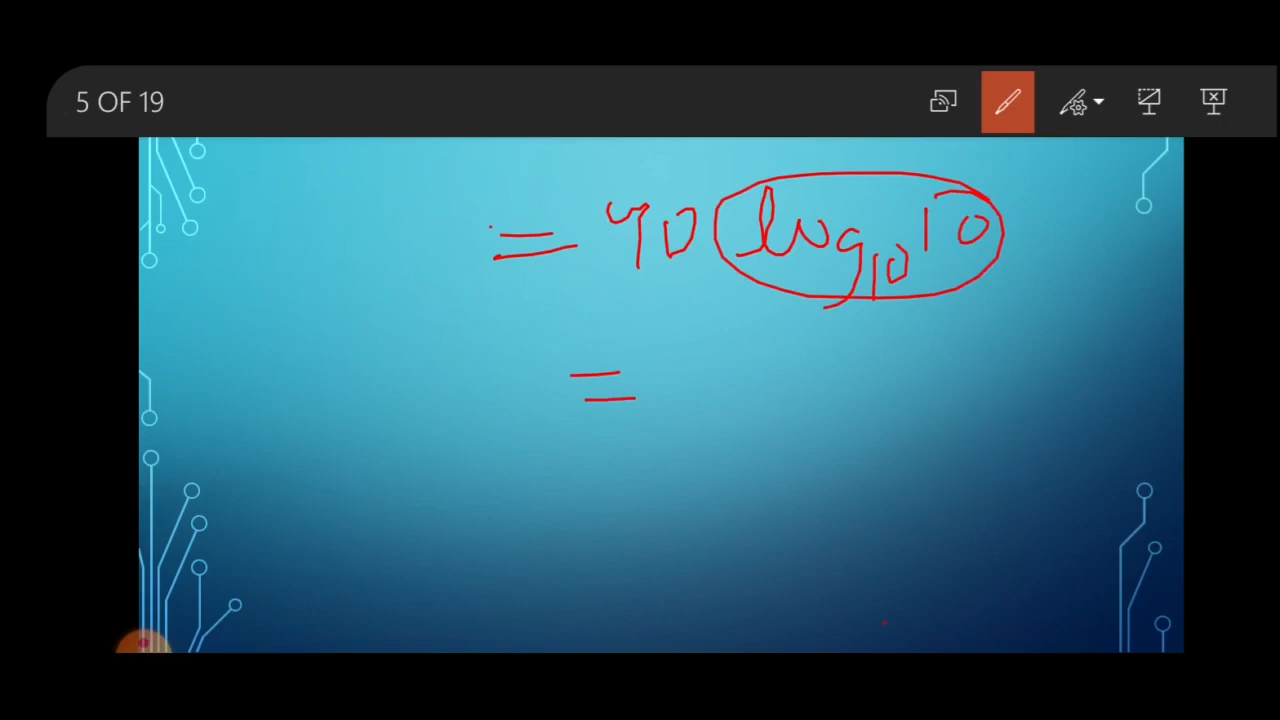 5 OF 19
= 40 log₁₀ 10
=